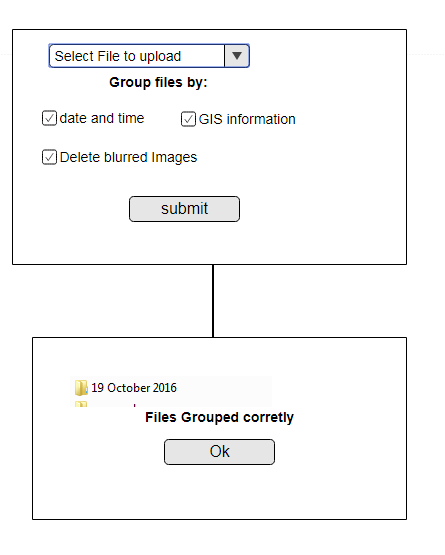 Select File to upload
Group files by:
date and time GIS information
Delete blurred Images
submit
19 October 2016
Files Grouped corretly
Ok